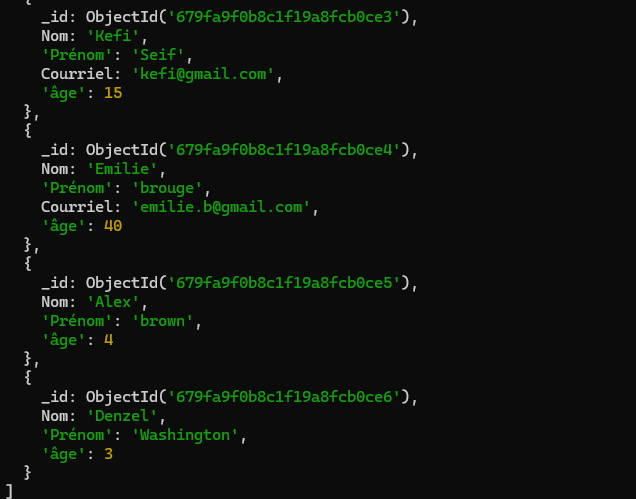 {
_id: ObjectId('679fa9f0b8c1f19a8fcb0ce3'),
Nom: 'Kefi',
'Prénom': 'Seif',
Courriel: 'kefi@gmail.com',
'âge': 15
},
{
_id: ObjectId('679fa9f0b8c1f19a8fcb0ce4'),
Nom: 'Emilie',
'Prénom': 'brouge',
Courriel: 'emilie.b@gmail.com',
'âge': 40
},
{
_id: ObjectId('679fa9f0b8c1f19a8fcb0ce5'),
Nom: 'Alex',
'Prénom': 'brown',
'âge': 4
},
{
_id: ObjectId('679fa9f0b8c1f19a8fcb0ce6'),
Nom: 'Denzel',
'Prénom': 'Washington',
'âge': 3
}
]